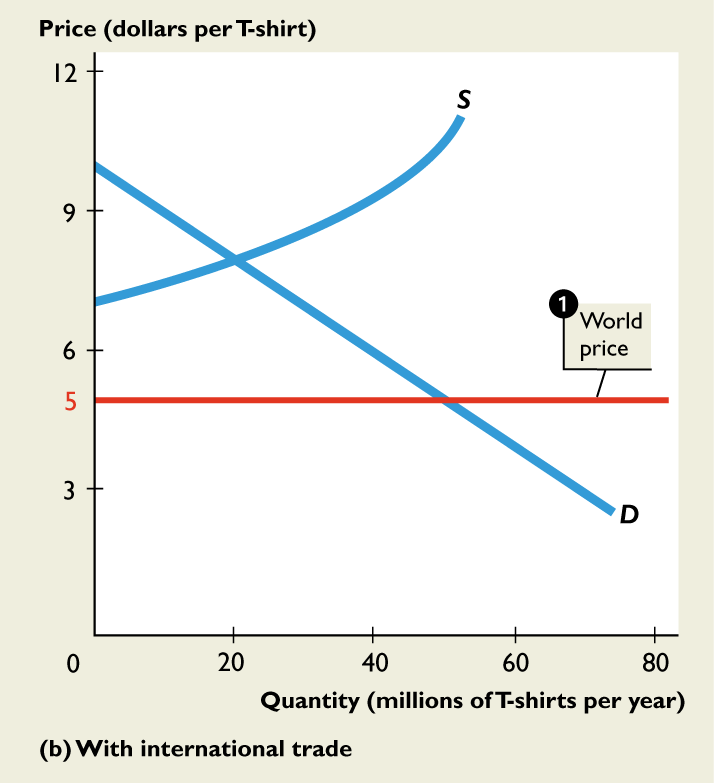 Price (dollars per T-shirt)
12
S
9
1
World
price
6
5
3
D
0
20
40
60
80
Quantity (millions of T-shirts per year)
(b) With international trade